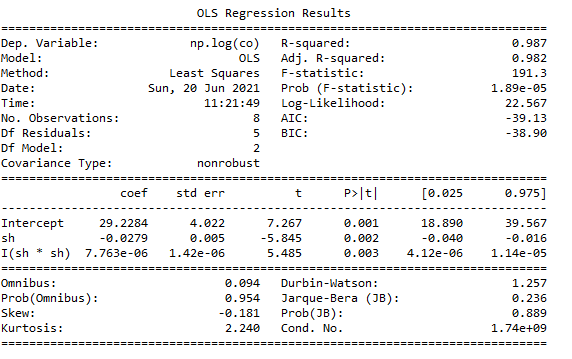 OLS Regression Results
==============================================================================
Dep. Variable:             np.log(co)   R-squared:                       0.987
Model:                            OLS   Adj. R-squared:                  0.982
Method:                 Least Squares   F-statistic:                     191.3
Date:                Sun, 20 Jun 2021   Prob (F-statistic):           1.89e-05
Time:                        11:21:49   Log-Likelihood:                 22.567
No. Observations:                   8   AIC:                            -39.13
Df Residuals:                       5   BIC:                            -38.90
Df Model:                           2
Covariance Type:            nonrobust
==============================================================================
                 coef    std err          t      P>|t|      [0.025      0.975]
------------------------------------------------------------------------------
Intercept     29.2284      4.022      7.267      0.001      18.890      39.567
sh            -0.0279      0.005     -5.845      0.002      -0.040      -0.016
I(sh * sh)  7.763e-06   1.42e-06      5.485      0.003    4.12e-06    1.14e-05
==============================================================================
Omnibus:                        0.094   Durbin-Watson:                   1.257
Prob(Omnibus):                  0.954   Jarque-Bera (JB):                0.236
Skew:                          -0.181   Prob(JB):                        0.889
Kurtosis:                       2.240   Cond. No.                     1.74e+09
==============================================================================